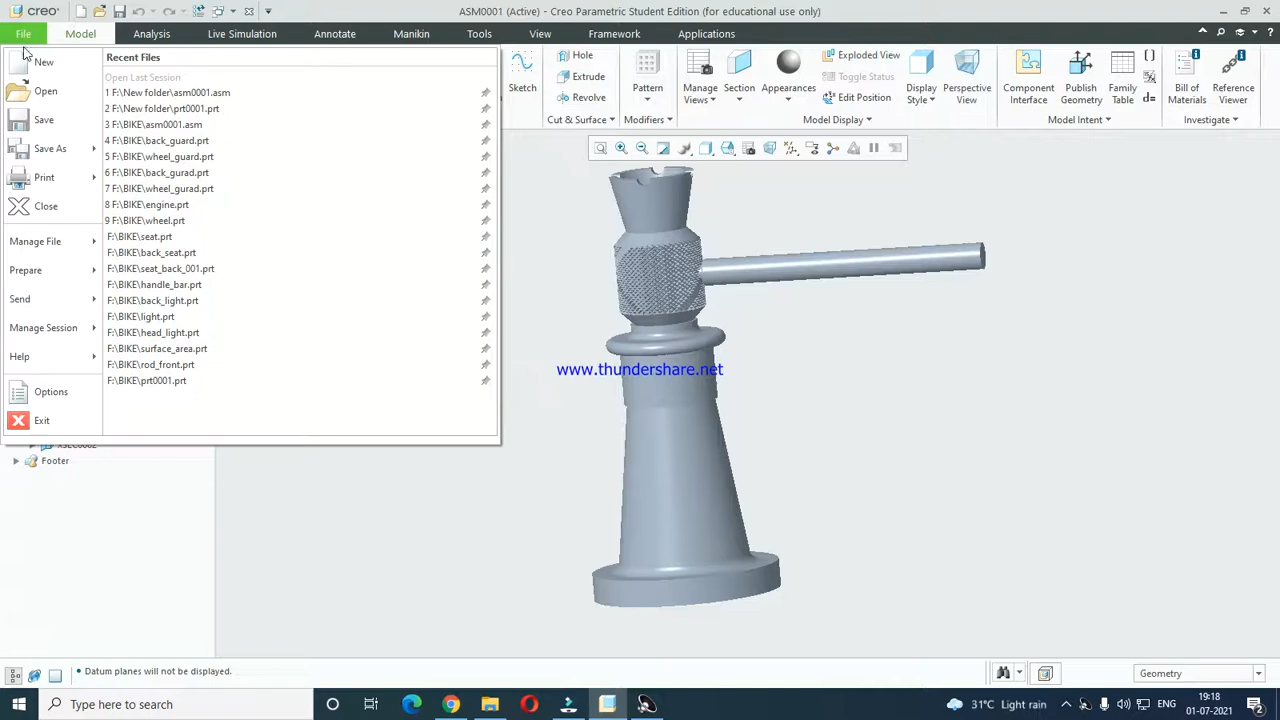 creo
ASM0001 (Active) - Creo Parametric Student Edition (for educational use only)
File Model Analysis Live Simulation Annotate Manikin Tools View Framework Applications
New
Open
Save
Save As
Print
Close
Manage File
Prepare
Send
Manage Session
Help
Options
Exit
Recent Files
Open Last Session
1 F:\New folder\asm0001.asm
2 F:\New folder\prt0001.prt
3 F:\BIKE\asm0001.asm
4 F:\BIKE\back_guard.prt
5 F:\BIKE\wheel_guard.prt
6 F:\BIKE\back_gurad.prt
7 F:\BIKE\wheel_gurad.prt
8 F:\BIKE\engine.prt
9 F:\BIKE\wheel.prt
F:\BIKE\seat.prt
F:\BIKE\back_seat.prt
F:\BIKE\seat_back_001.prt
F:\BIKE\handle_bar.prt
F:\BIKE\back_light.prt
F:\BIKE\light.prt
F:\BIKE\head_light.prt
F:\BIKE\surface_area.prt
F:\BIKE\rod_front.prt
F:\BIKE\prt0001.prt
Sketch
Hole
Extrude
Revolve
Cut & Surface
Pattern
Modifiers
Manage
Views
Section
Appearances
Exploded View
Toggle Status
Edit Position
Display
Style
Perspective
View
Model Display
Component
Interface
Publish
Geometry
Family
Table
Model Intent
Bill of
Materials
Reference
Viewer
Investigate
www.thundershare.net
XSEC0002
Footer
Datum planes will not be displayed.
Geometry
Type here to search
31°C Light rain
ENG
19:18
01-07-2021
2